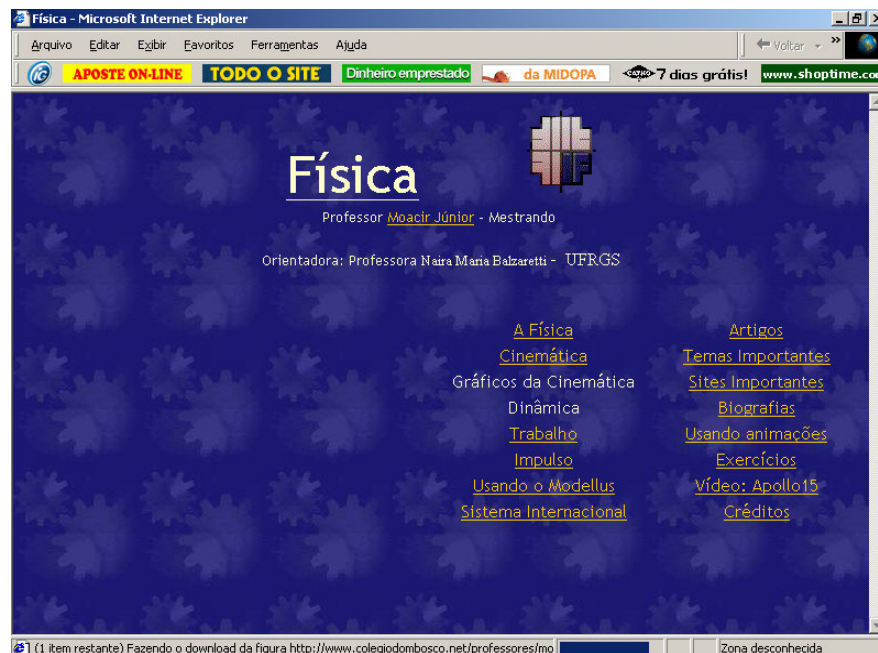 Física - Microsoft Internet Explorer
Arquivo Editar Exibir Favoritos Ferramentas Ajuda Voltar »
iG APOSTE ON-LINE TODO O SITE Dinheiro emprestado da MIDOPA CATHO 7 dias grátis! www.shoptime.co
Física
Professor Moacir Júnior - Mestrando
Orientadora: Professora Naira Maria Balzaretti - UFRGS
A Física Artigos
Cinemática Temas Importantes
Gráficos da Cinemática Sites Importantes
Dinâmica Biografias
Trabalho Usando animações
Impulso Exercícios
Usando o Modellus Vídeo: Apollo15
Sistema Internacional Créditos
(1 item restante) Fazendo o download da figura http://www.colegiodombosco.net/professores/mo Zona desconhecida